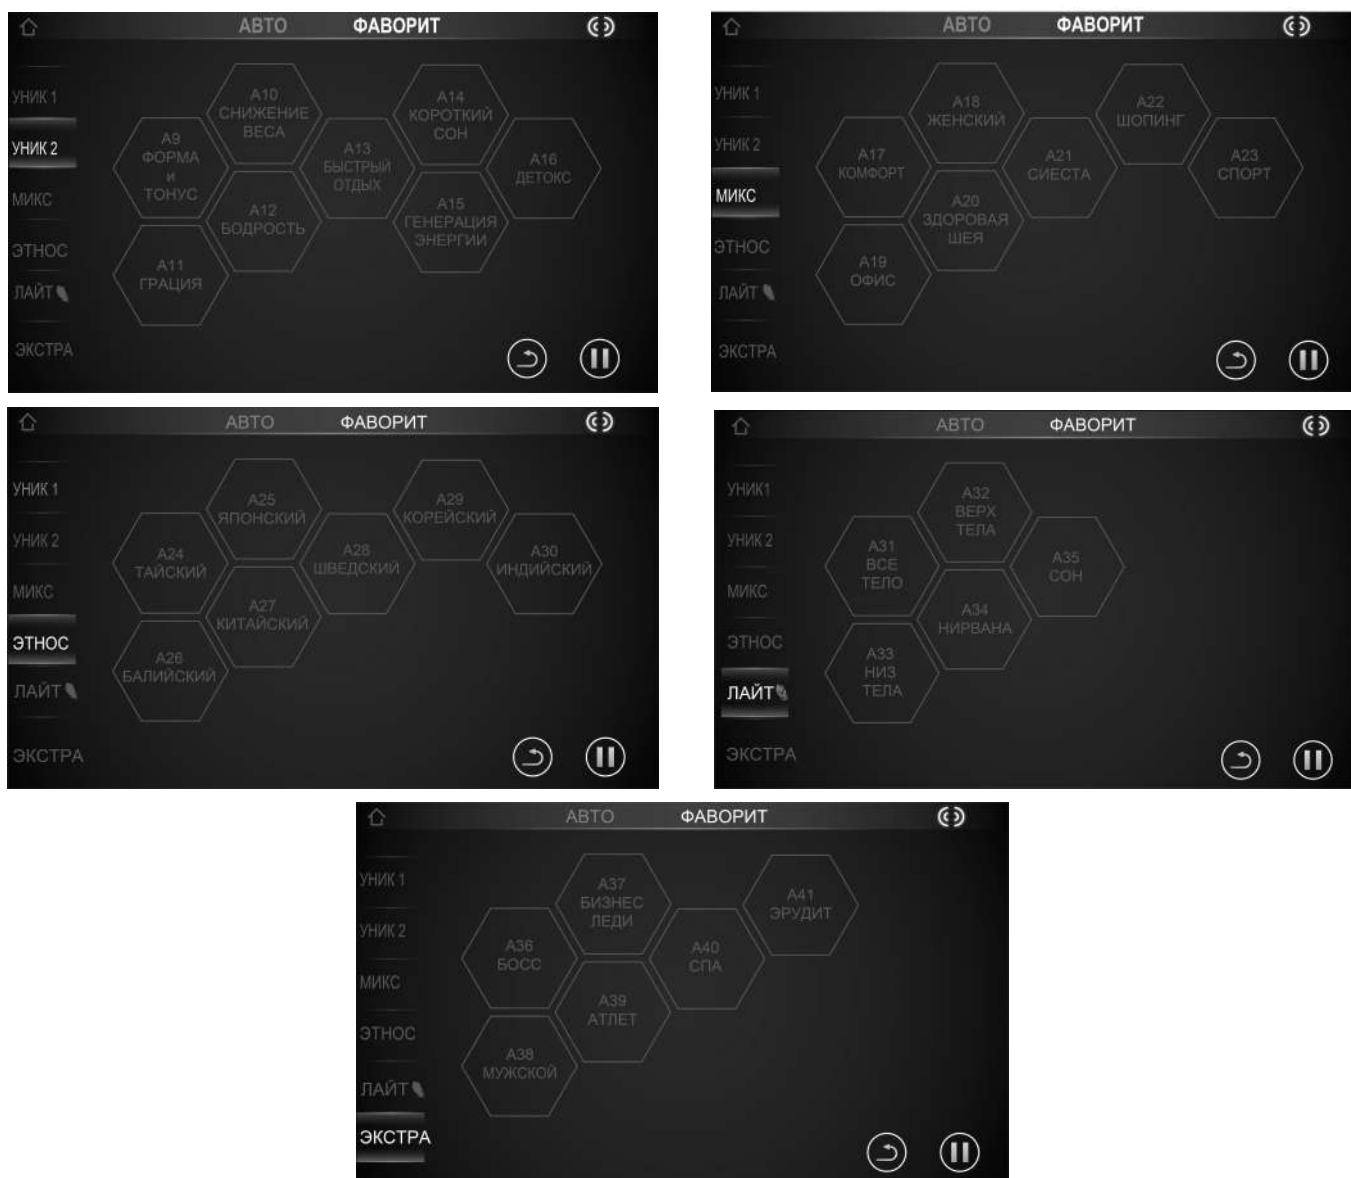 АВТО ФАВОРИТ
УНИК 1
УНИК 2
МИКС
ЭТНОС
ЛАЙТ
ЭКСТРА
А9
ФОРМА
и
ТОНУС
А10
СНИЖЕНИЕ
ВЕСА
А11
ГРАЦИЯ
А12
БОДРОСТЬ
А13
БЫСТРЫЙ
ОТДЫХ
А14
КОРОТКИЙ
СОН
А15
ГЕНЕРАЦИЯ
ЭНЕРГИИ
А16
ДЕТОКС
АВТО ФАВОРИТ
УНИК 1
УНИК 2
МИКС
ЭТНОС
ЛАЙТ
ЭКСТРА
А17
КОМФОРТ
А18
ЖЕНСКИЙ
А19
ОФИС
А20
ЗДОРОВАЯ
ШЕЯ
А21
СИЕСТА
А22
ШОПИНГ
А23
СПОРТ
АВТО ФАВОРИТ
УНИК 1
УНИК 2
МИКС
ЭТНОС
ЛАЙТ
ЭКСТРА
А24
ТАЙСКИЙ
А25
ЯПОНСКИЙ
А26
БАЛИЙСКИЙ
А27
КИТАЙСКИЙ
А28
ШВЕДСКИЙ
А29
КОРЕЙСКИЙ
А30
ИНДИЙСКИЙ
АВТО ФАВОРИТ
УНИК1
УНИК 2
МИКС
ЭТНОС
ЛАЙТ
ЭКСТРА
А31
ВСЕ
ТЕЛО
А32
ВЕРХ
ТЕЛА
А33
НИЗ
ТЕЛА
А34
НИРВАНА
А35
СОН
АВТО ФАВОРИТ
УНИК 1
УНИК 2
МИКС
ЭТНОС
ЛАЙТ
ЭКСТРА
А36
БОСС
А37
БИЗНЕС
ЛЕДИ
А38
МУЖСКОЙ
А39
АТЛЕТ
А40
СПА
А41
ЭРУДИТ